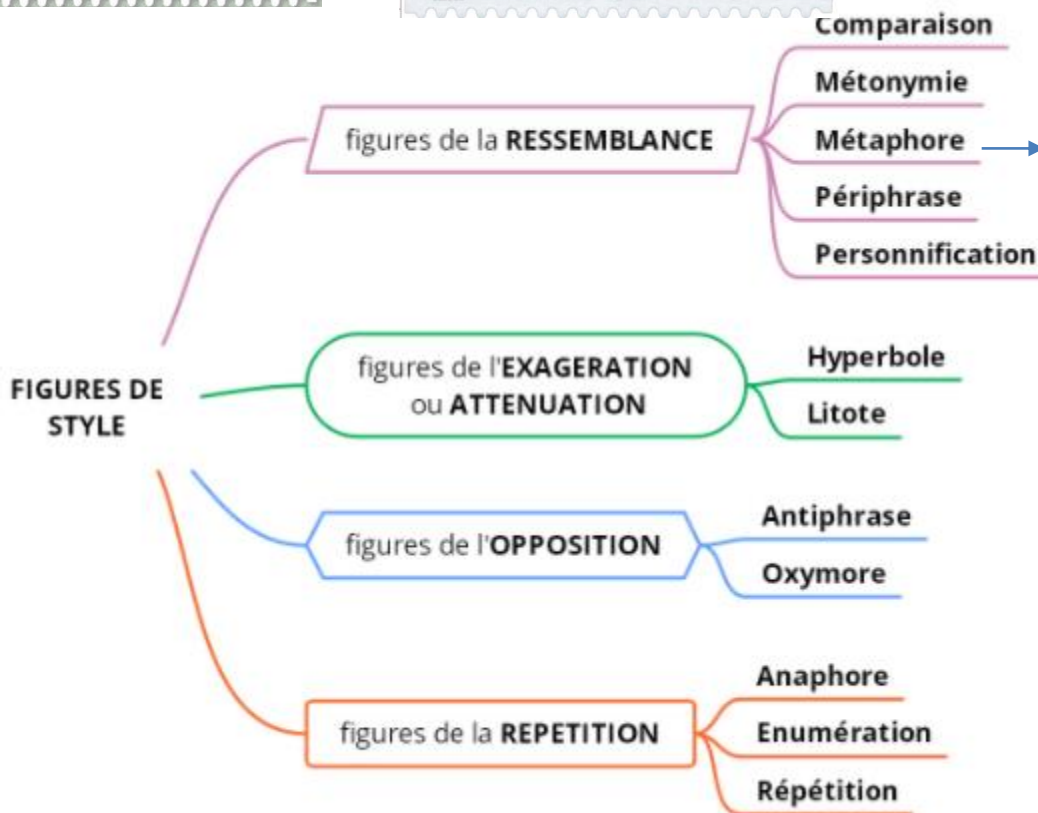 FIGURES DE
STYLE
figures de la RESSEMBLANCE
Comparaison
Métonymie
Métaphore
Périphrase
Personnification
figures de l'EXAGERATION
ou ATTENUATION
Hyperbole
Litote
figures de l'OPPOSITION
Antiphrase
Oxymore
figures de la REPETITION
Anaphore
Enumération
Répétition